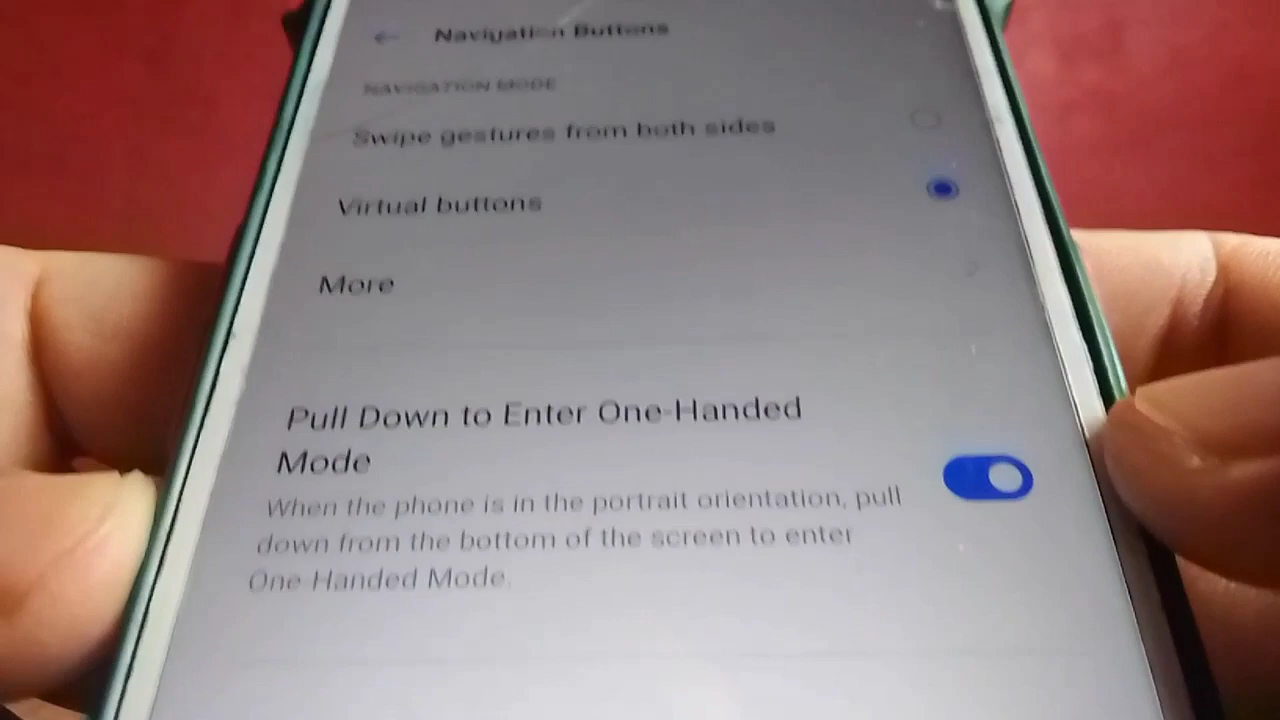 Navigation Buttons
NAVIGATION MODE
Swipe gestures from both sides
Virtual buttons
More
Pull Down to Enter One-Handed
Mode
When the phone is in the portrait orientation, pull
down from the bottom of the screen to enter
One-Handed Mode.